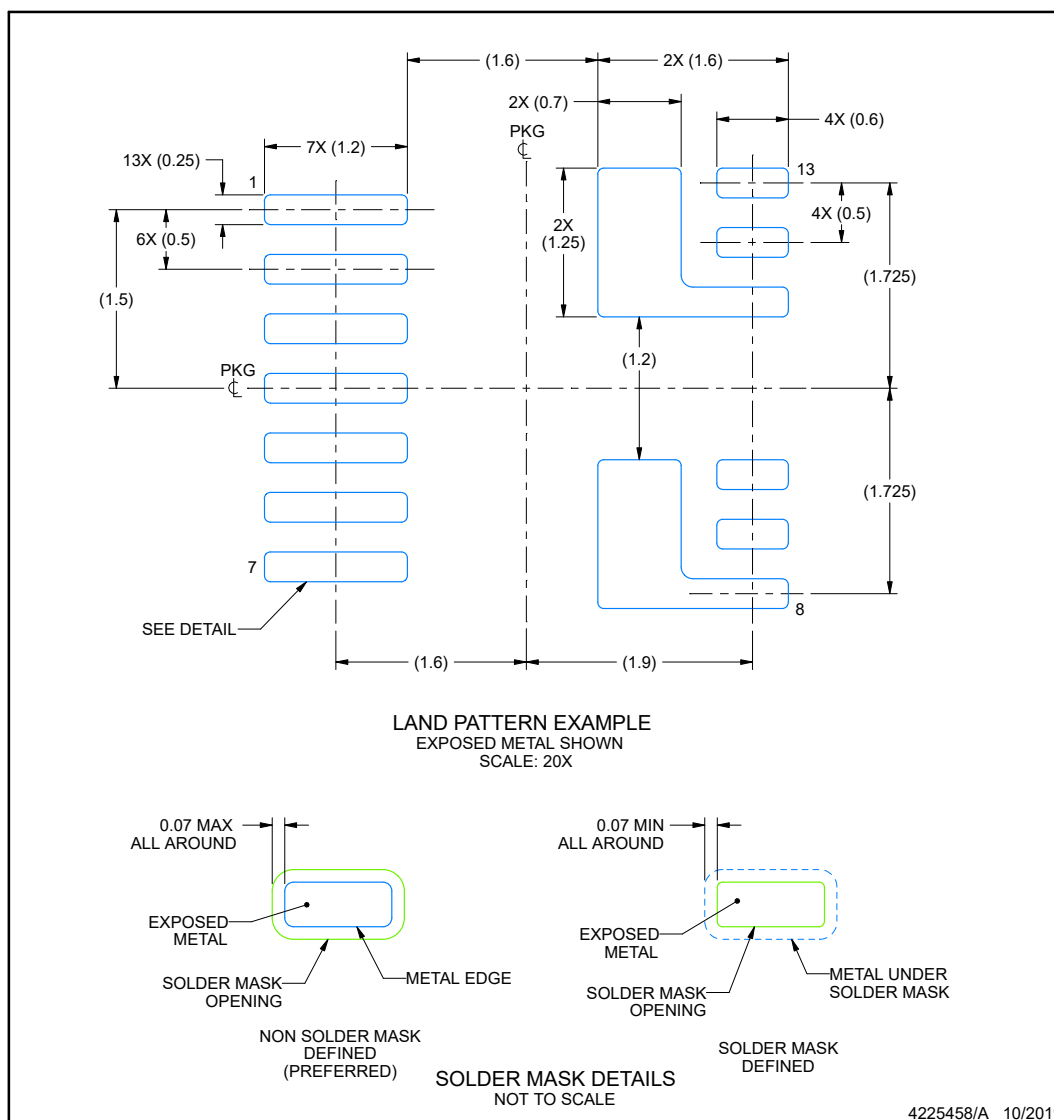 (1.6)
2X (1.6)
2X (0.7)
4X (0.6)
PKG
℄
7X (1.2)
13X (0.25)
1
13
6X (0.5)
2X
(1.25)
4X (0.5)
(1.5)
(1.725)
PKG
℄
(1.2)
(1.725)
7
8
SEE DETAIL
(1.6)
(1.9)
LAND PATTERN EXAMPLE
EXPOSED METAL SHOWN
SCALE: 20X
0.07 MAX
ALL AROUND
EXPOSED
METAL
SOLDER MASK
OPENING
METAL EDGE
NON SOLDER MASK
DEFINED
(PREFERRED)
0.07 MIN
ALL AROUND
EXPOSED
METAL
SOLDER MASK
OPENING
METAL UNDER
SOLDER MASK
SOLDER MASK
DEFINED
SOLDER MASK DETAILS
NOT TO SCALE
4225458/A 10/201